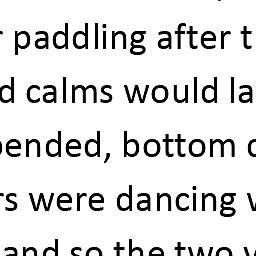 paddling after t
d calms would la
pended, bottom
rs were dancing
and so the two